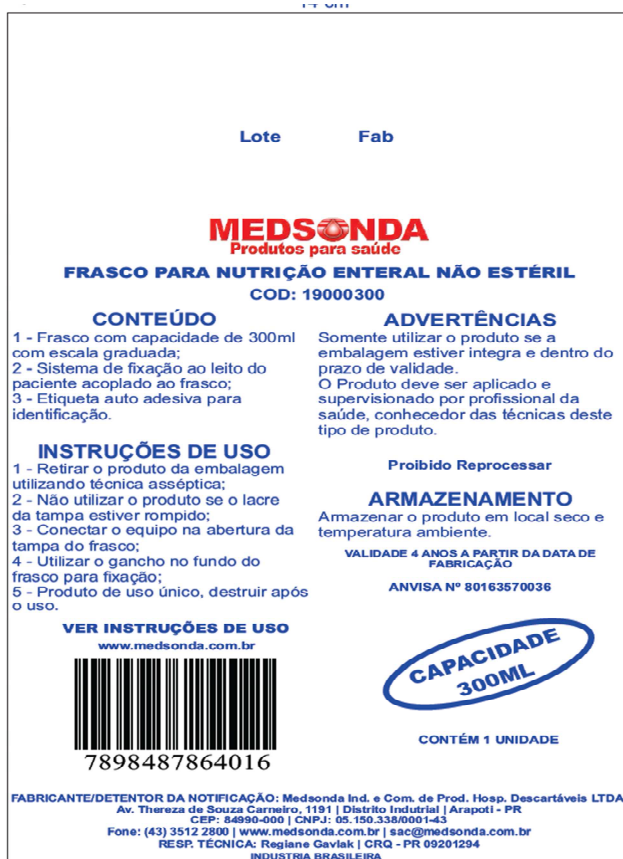 14 cm
Lote Fab
MEDSONDA
Produtos para saúde
FRASCO PARA NUTRIÇÃO ENTERAL NÃO ESTÉRIL
COD: 19000300
CONTEÚDO
1 - Frasco com capacidade de 300ml
com escala graduada;
2 - Sistema de fixação ao leito do
paciente acoplado ao frasco;
3 - Etiqueta auto adesiva para
identificação.
INSTRUÇÕES DE USO
1 - Retirar o produto da embalagem
utilizando técnica asséptica;
2 - Não utilizar o produto se o lacre
da tampa estiver rompido;
3 - Conectar o equipo na abertura da
tampa do frasco;
4 - Utilizar o gancho no fundo do
frasco para fixação;
5 - Produto de uso único, destruir após
o uso.
VER INSTRUÇÕES DE USO
www.medsonda.com.br
7898487864016
ADVERTÊNCIAS
Somente utilizar o produto se a
embalagem estiver integra e dentro do
prazo de validade.
O Produto deve ser aplicado e
supervisionado por profissional da
saúde, conhecedor das técnicas deste
tipo de produto.
Proibido Reprocessar
ARMAZENAMENTO
Armazenar o produto em local seco e
temperatura ambiente.
VALIDADE 4 ANOS A PARTIR DA DATA DE
FABRICAÇÃO
ANVISA Nº 80163570036
CAPACIDADE
300ML
CONTÉM 1 UNIDADE
FABRICANTE/DETENTOR DA NOTIFICAÇÃO: Medsonda Ind. e Com. de Prod. Hosp. Descartáveis LTDA
Av. Thereza de Souza Carneiro, 1191 | Distrito Indutrial | Arapoti - PR
CEP: 84990-000 | CNPJ: 05.150.338/0001-43
Fone: (43) 3512 2800 | www.medsonda.com.br | sac@medsonda.com.br
RESP. TÉCNICA: Regiane Gavlak | CRQ - PR 09201294
INDUSTRIA BRASILEIRA